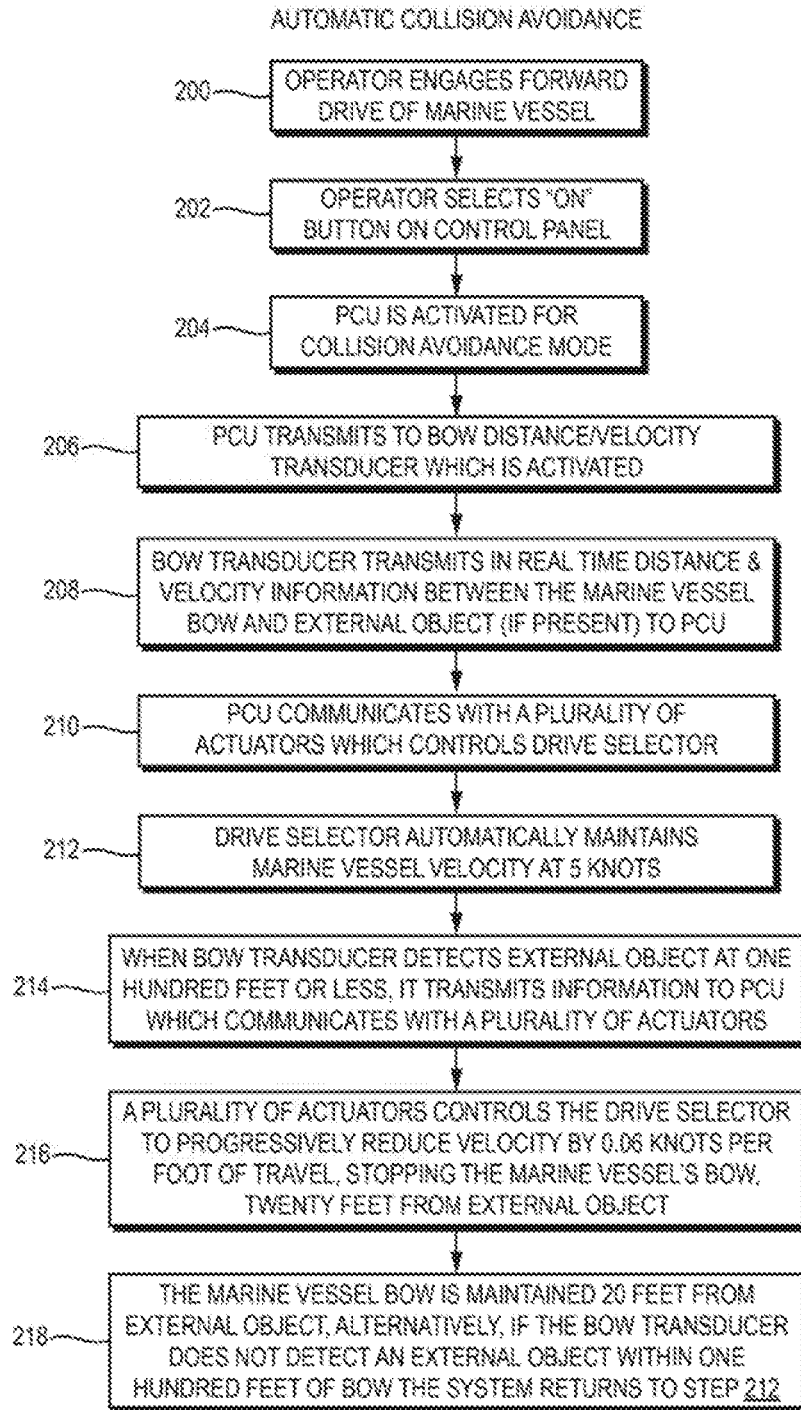 AUTOMATIC COLLISION AVOIDANCE
200
OPERATOR ENGAGES FORWARD
DRIVE OF MARINE VESSEL
202
OPERATOR SELECTS "ON"
BUTTON ON CONTROL PANEL
204
PCU IS ACTIVATED FOR
COLLISION AVOIDANCE MODE
206
PCU TRANSMITS TO BOW DISTANCE/VELOCITY
TRANSDUCER WHICH IS ACTIVATED
208
BOW TRANSDUCER TRANSMITS IN REAL TIME DISTANCE &
VELOCITY INFORMATION BETWEEN THE MARINE VESSEL
BOW AND EXTERNAL OBJECT (IF PRESENT) TO PCU
210
PCU COMMUNICATES WITH A PLURALITY OF
ACTUATORS WHICH CONTROLS DRIVE SELECTOR
212
DRIVE SELECTOR AUTOMATICALLY MAINTAINS
MARINE VESSEL VELOCITY AT 5 KNOTS
214
WHEN BOW TRANSDUCER DETECTS EXTERNAL OBJECT AT ONE
HUNDRED FEET OR LESS, IT TRANSMITS INFORMATION TO PCU
WHICH COMMUNICATES WITH A PLURALITY OF ACTUATORS
216
A PLURALITY OF ACTUATORS CONTROLS THE DRIVE SELECTOR
TO PROGRESSIVELY REDUCE VELOCITY BY 0.06 KNOTS PER
FOOT OF TRAVEL, STOPPING THE MARINE VESSEL'S BOW,
TWENTY FEET FROM EXTERNAL OBJECT
218
THE MARINE VESSEL BOW IS MAINTAINED 20 FEET FROM
EXTERNAL OBJECT, ALTERNATIVELY, IF THE BOW TRANSDUCER
DOES NOT DETECT AN EXTERNAL OBJECT WITHIN ONE
HUNDRED FEET OF BOW THE SYSTEM RETURNS TO STEP 212